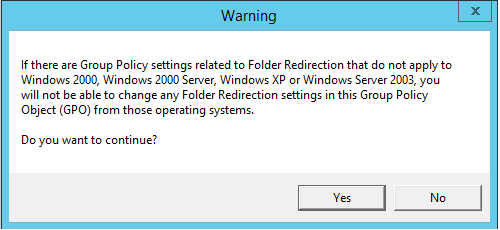 Warning
x
If there are Group Policy settings related to Folder Redirection that do not apply to
Windows 2000, Windows 2000 Server, Windows XP or Windows Server 2003, you
will not be able to change any Folder Redirection settings in this Group Policy
Object (GPO) from those operating systems.
Do you want to continue?
Yes
No